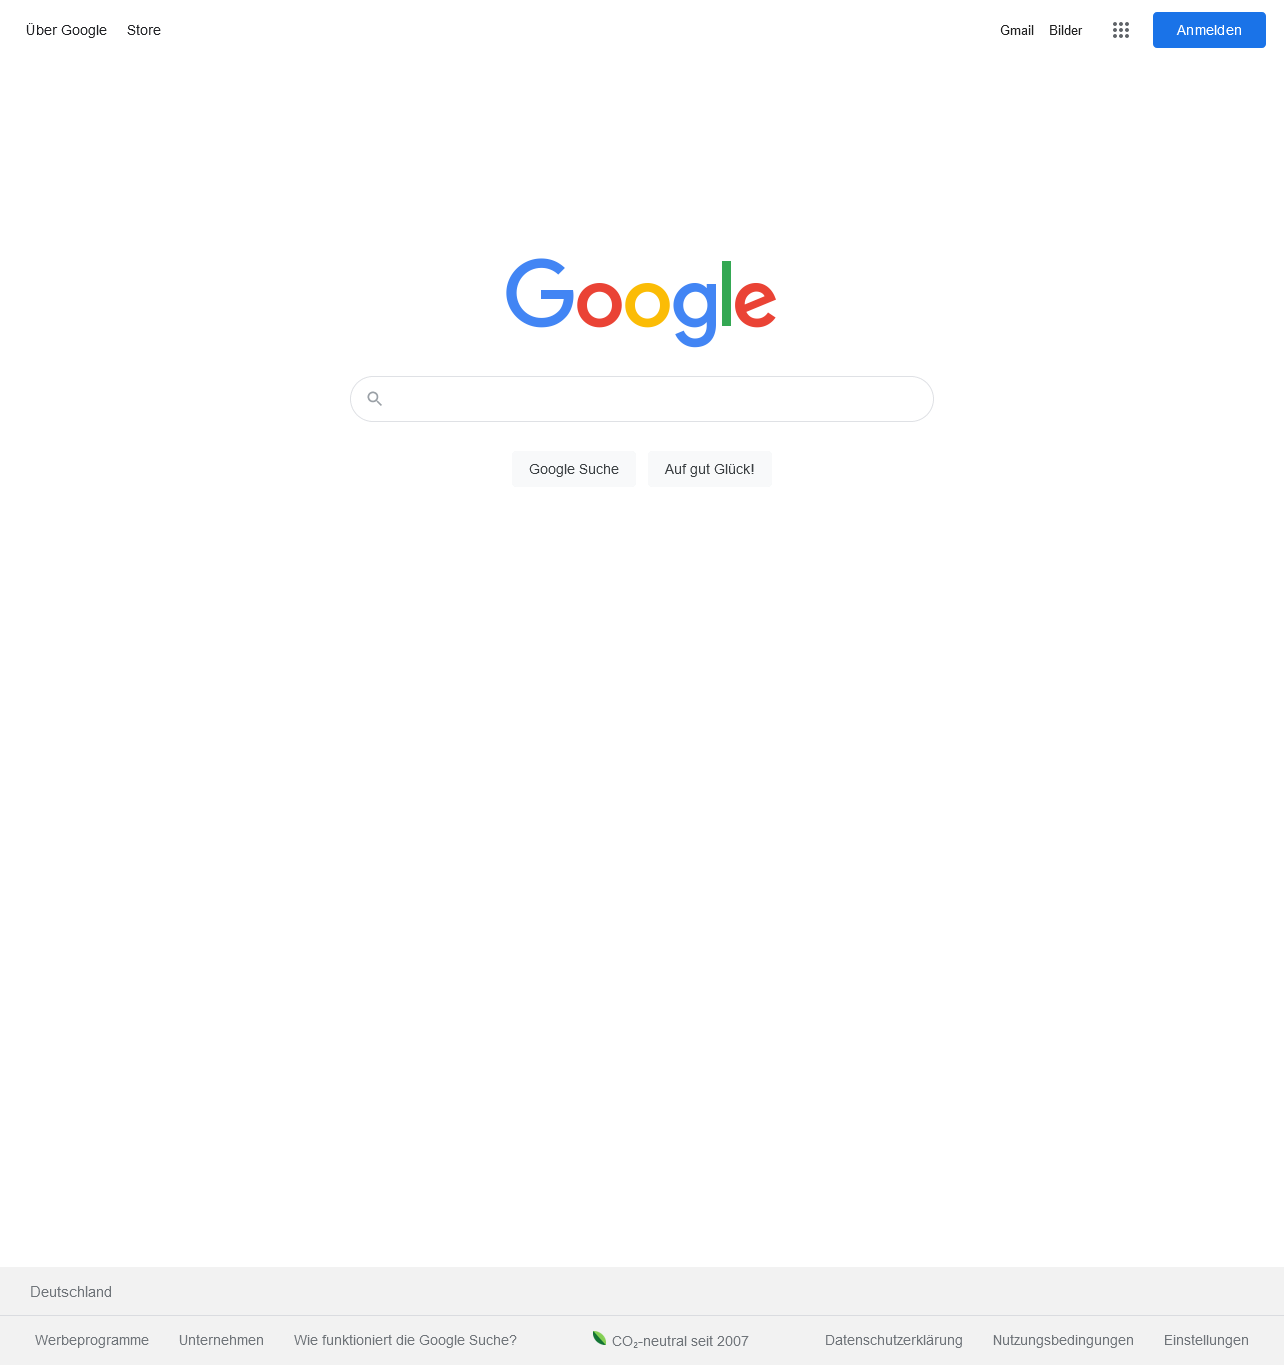 Über Google Store Gmail Bilder Anmelden
Google
Google Suche Auf gut Glück!
Deutschland
Werbeprogramme Unternehmen Wie funktioniert die Google Suche? CO₂-neutral seit 2007 Datenschutzerklärung Nutzungsbedingungen Einstellungen